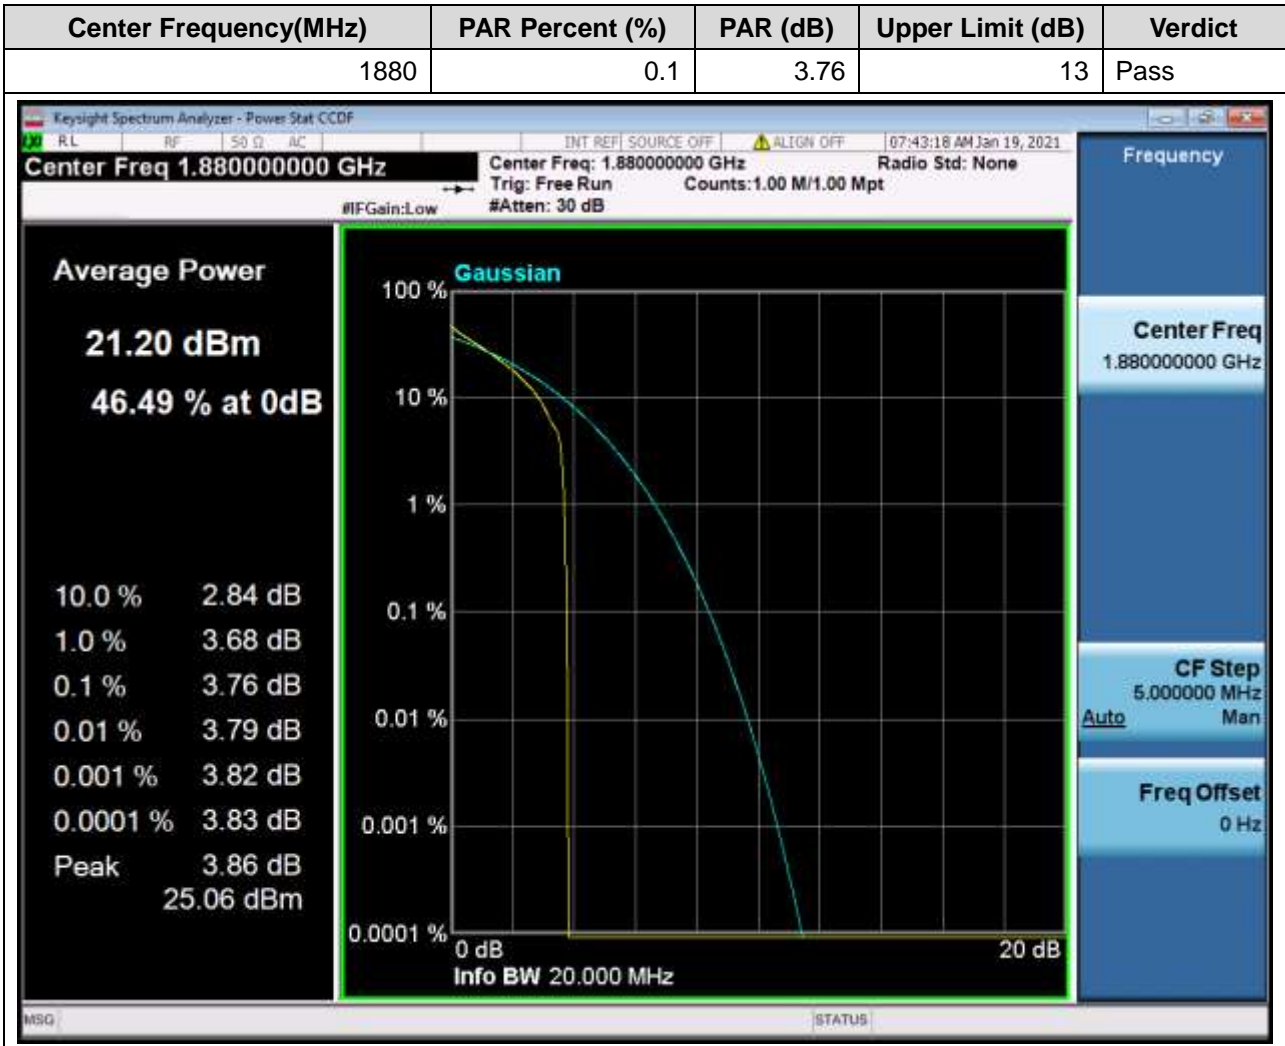 Center Frequency(MHz) PAR Percent (%) PAR (dB) Upper Limit (dB) Verdict
1880 0.1 3.76 13 Pass
Keysight Spectrum Analyzer - Power Stat CCDF
RL RF 50 Ω AC INT REF SOURCE OFF ALIGN OFF 07:43:18 AM Jan 19, 2021
Center Freq 1.880000000 GHz
Center Freq: 1.880000000 GHz Radio Std: None
Trig: Free Run Counts:1.00 M/1.00 Mpt
#IFGain:Low #Atten: 30 dB
Frequency
Average Power
21.20 dBm
46.49 % at 0dB
10.0 % 2.84 dB
1.0 % 3.68 dB
0.1 % 3.76 dB
0.01 % 3.79 dB
0.001 % 3.82 dB
0.0001 % 3.83 dB
Peak 3.86 dB
25.06 dBm
Gaussian
100 %
10 %
1 %
0.1 %
0.01 %
0.001 %
0.0001 %
0 dB 20 dB
Info BW 20.000 MHz
Center Freq
1.880000000 GHz
CF Step
5.000000 MHz
Auto Man
Freq Offset
0 Hz
MSG STATUS